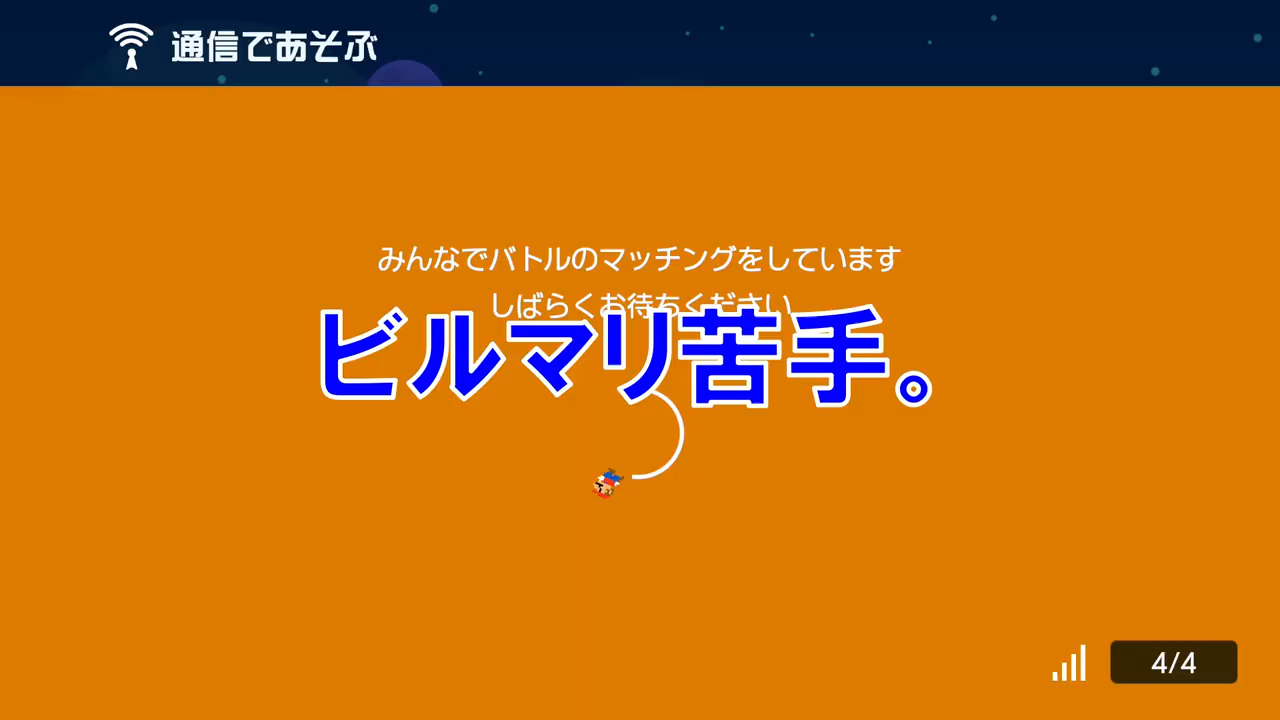 通信であそぶ
みんなでバトルのマッチングをしています
しばらくお待ちください
ビルマリ苦手。
4/4